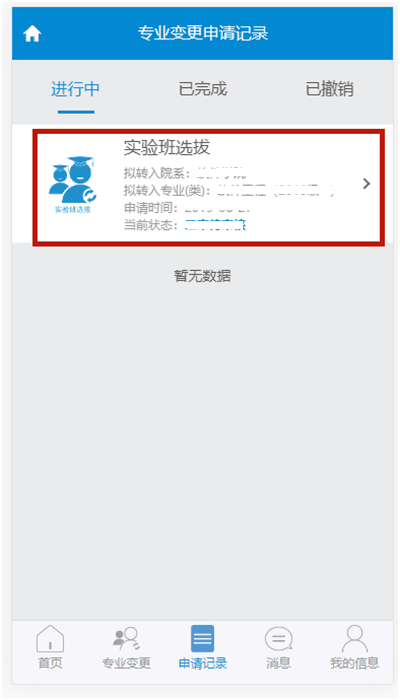 专业变更申请记录
进行中 已完成 已撤销
实验班选拔
实验班选拔
拟转入院系:
拟转入专业(类):
申请时间:
当前状态:
暂无数据
首页 专业变更 申请记录 消息 我的信息